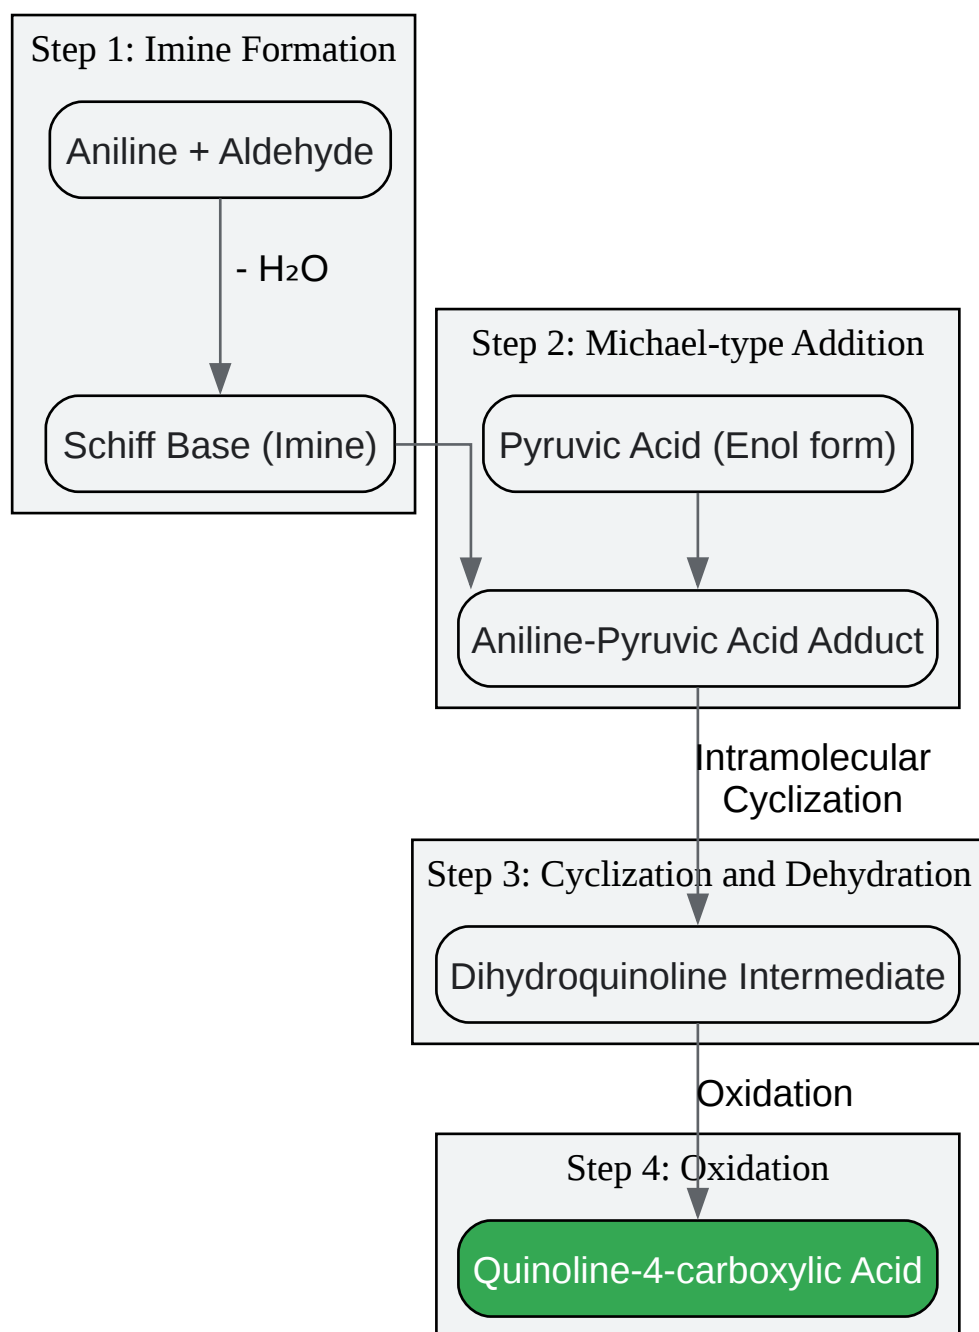 Step 1: Imine Formation
Aniline + Aldehyde
- H₂O
Schiff Base (Imine)
Step 2: Michael-type Addition
Pyruvic Acid (Enol form)
Aniline-Pyruvic Acid Adduct
Intramolecular
Cyclization
Step 3: Cyclization and Dehydration
Dihydroquinoline Intermediate
Oxidation
Step 4: Oxidation
Quinoline-4-carboxylic Acid